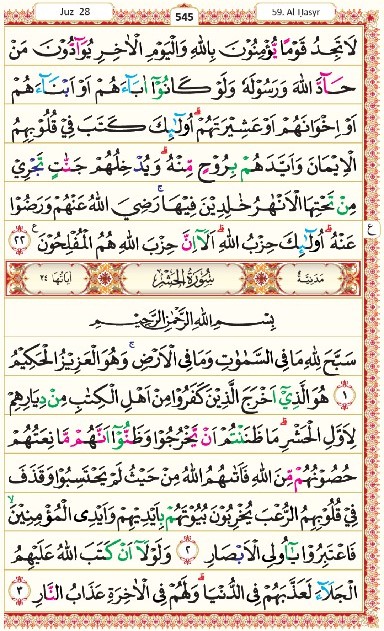 Juz 28
545
59. Al Hasyr
لَا تَجِدُ قَوْمًا يُّؤْمِنُوْنَ بِاللّٰهِ وَالْيَوْمِ الْاٰخِرِ يُوَاۤدُّوْنَ مَنْ
حَاۤدَّ اللّٰهَ وَرَسُوْلَهٗ وَلَوْ كَانُوْٓا اٰبَاۤءَهُمْ اَوْ اَبْنَاۤءَهُمْ
اَوْ اِخْوَانَهُمْ اَوْ عَشِيْرَتَهُمْۗ اُولٰۤىِٕكَ كَتَبَ فِيْ قُلُوْبِهِمُ
الْاِيْمَانَ وَاَيَّدَهُمْ بِرُوْحٍ مِّنْهُۗ وَيُدْخِلُهُمْ جَنّٰتٍ تَجْرِيْ
مِنْ تَحْتِهَا الْاَنْهٰرُ خٰلِدِيْنَ فِيْهَاۗ رَضِيَ اللّٰهُ عَنْهُمْ وَرَضُوْا
عَنْهُۗ اُولٰۤىِٕكَ حِزْبُ اللّٰهِۗ اَلَآ اِنَّ حِزْبَ اللّٰهِ هُمُ الْمُفْلِحُوْنَ ࣖ ٢٢
ع
مَدَنِيَّةٌ سُوْرَةُ الْحَشْرِ اٰيَاتُهَا ٢٤
بِسْمِ اللّٰهِ الرَّحْمٰنِ الرَّحِيْمِ
سَبَّحَ لِلّٰهِ مَا فِى السَّمٰوٰتِ وَمَا فِى الْاَرْضِۚ وَهُوَ الْعَزِيْزُ الْحَكِيْمُ
١ هُوَ الَّذِيْٓ اَخْرَجَ الَّذِيْنَ كَفَرُوْا مِنْ اَهْلِ الْكِتٰبِ مِنْ دِيَارِهِمْ
لِاَوَّلِ الْحَشْرِۗ مَا ظَنَنْتُمْ اَنْ يَّخْرُجُوْا وَظَنُّوْٓا اَنَّهُمْ مَّانِعَتُهُمْ
حُصُوْنُهُمْ مِّنَ اللّٰهِ فَاَتٰىهُمُ اللّٰهُ مِنْ حَيْثُ لَمْ يَحْتَسِبُوْا وَقَذَفَ
فِيْ قُلُوْبِهِمُ الرُّعْبَ يُخْرِبُوْنَ بُيُوْتَهُمْ بِاَيْدِيْهِمْ وَاَيْدِى الْمُؤْمِنِيْنَۙ
فَاعْتَبِرُوْا يٰٓاُولِى الْاَبْصَارِ ٢ وَلَوْلَآ اَنْ كَتَبَ اللّٰهُ عَلَيْهِمُ
الْجَلَاۤءَ لَعَذَّبَهُمْ فِى الدُّنْيَاۗ وَلَهُمْ فِى الْاٰخِرَةِ عَذَابُ النَّارِ ٣